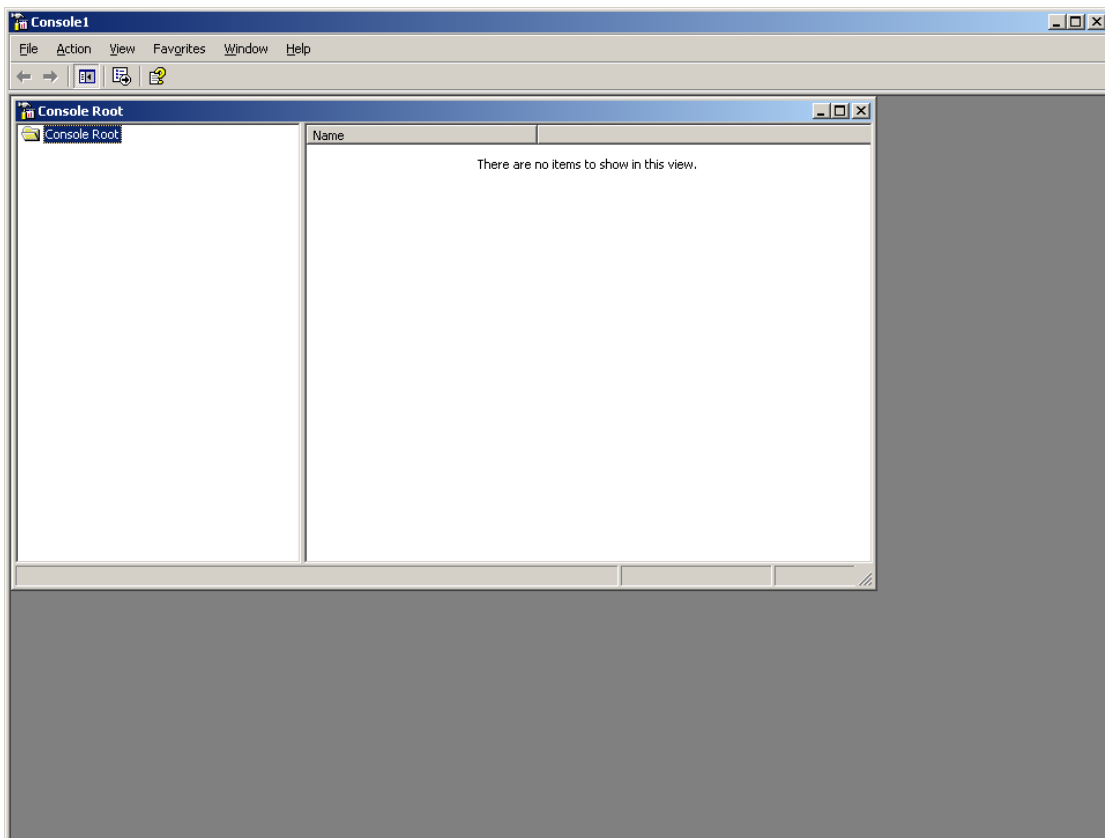 Console1
File Action View Favorites Window Help
Console Root
Console Root
Name
There are no items to show in this view.